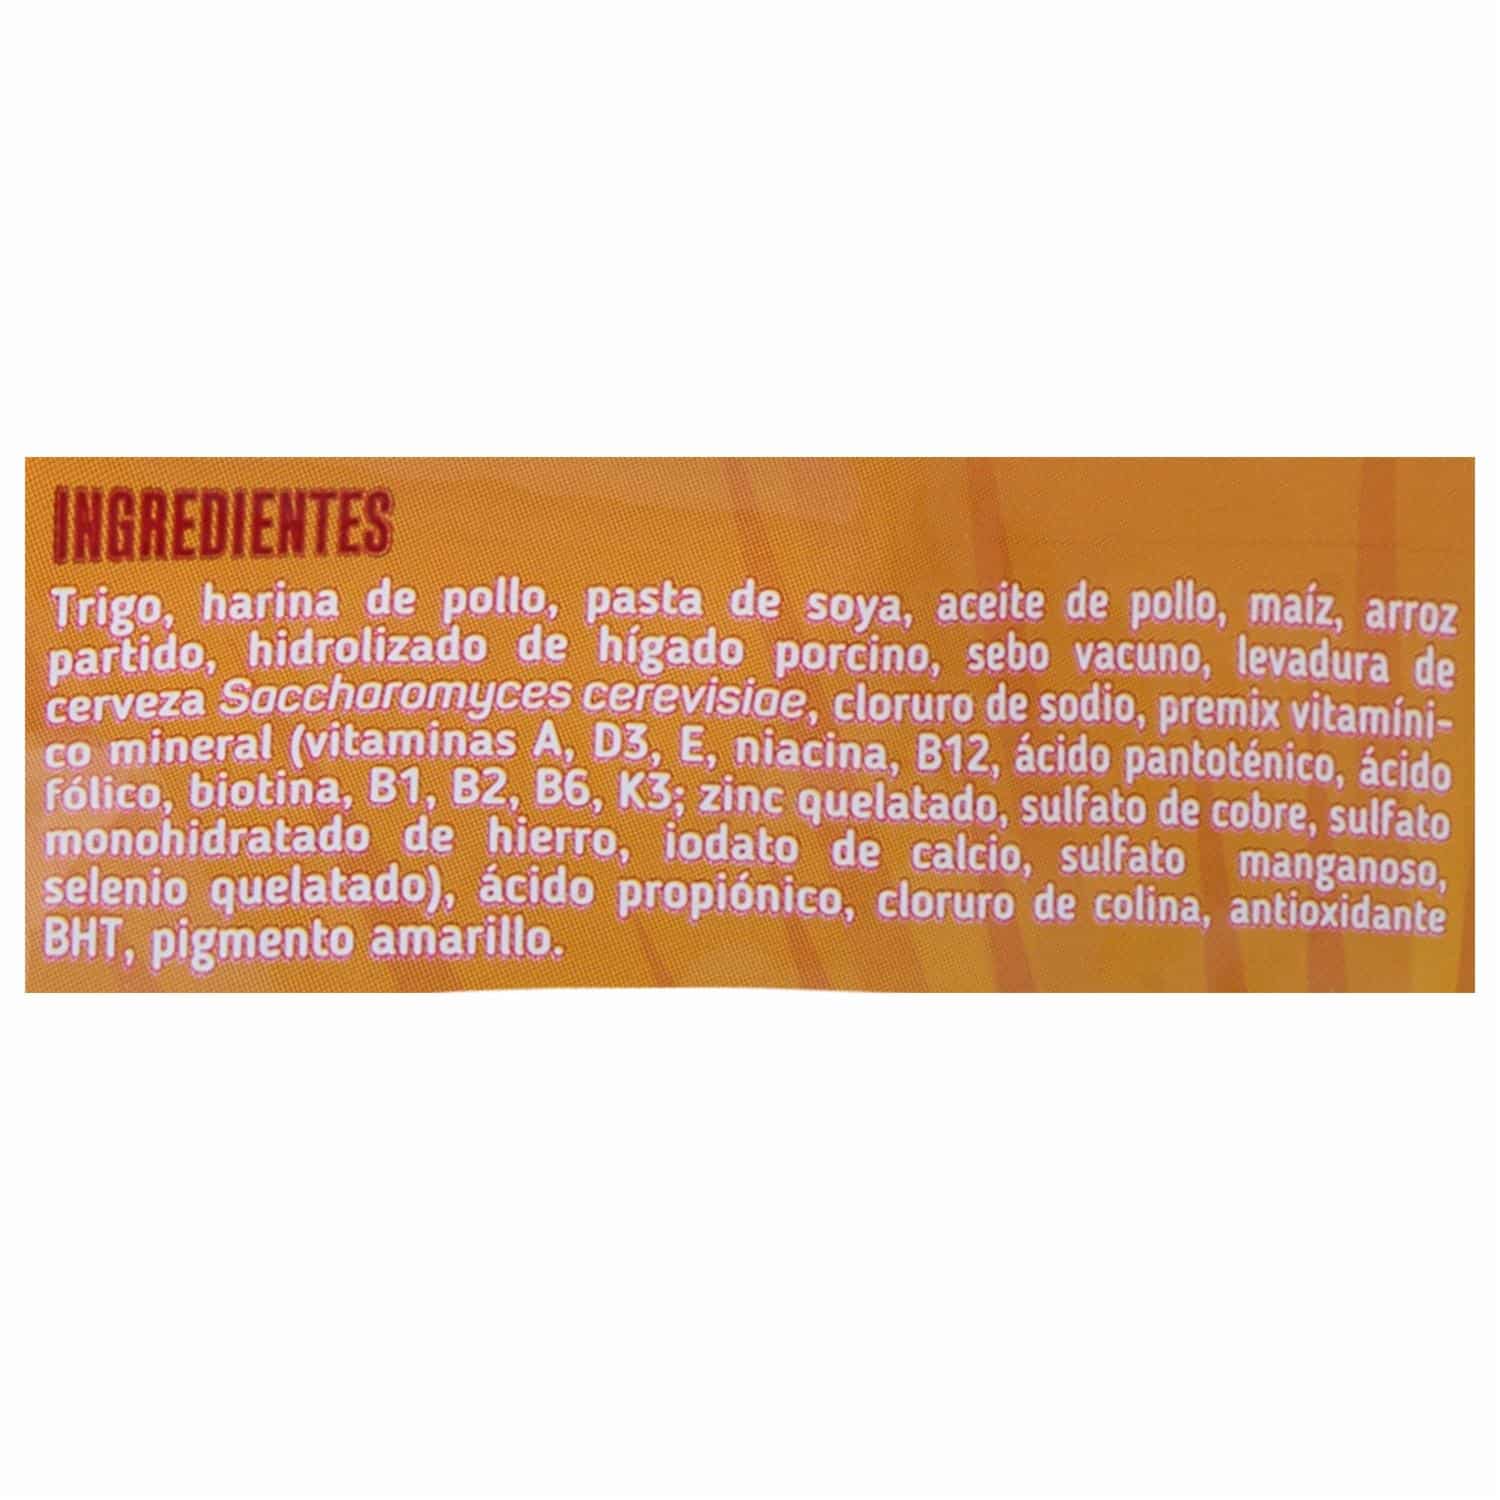 INGREDIENTES
Trigo, harina de pollo, pasta de soya, aceite de pollo, maíz, arroz
partido, hidrolizado de hígado porcino, sebo vacuno, levadura de
cerveza Saccharomyces cerevisiae, cloruro de sodio, premix vitamíni-
co mineral (vitaminas A, D3, E, niacina, B12, ácido pantoténico, ácido
fólico, biotina, B1, B2, B6, K3; zinc quelatado, sulfato de cobre, sulfato
monohidratado de hierro, iodato de calcio, sulfato manganoso,
selenio quelatado), ácido propiónico, cloruro de colina, antioxidante
BHT, pigmento amarillo.